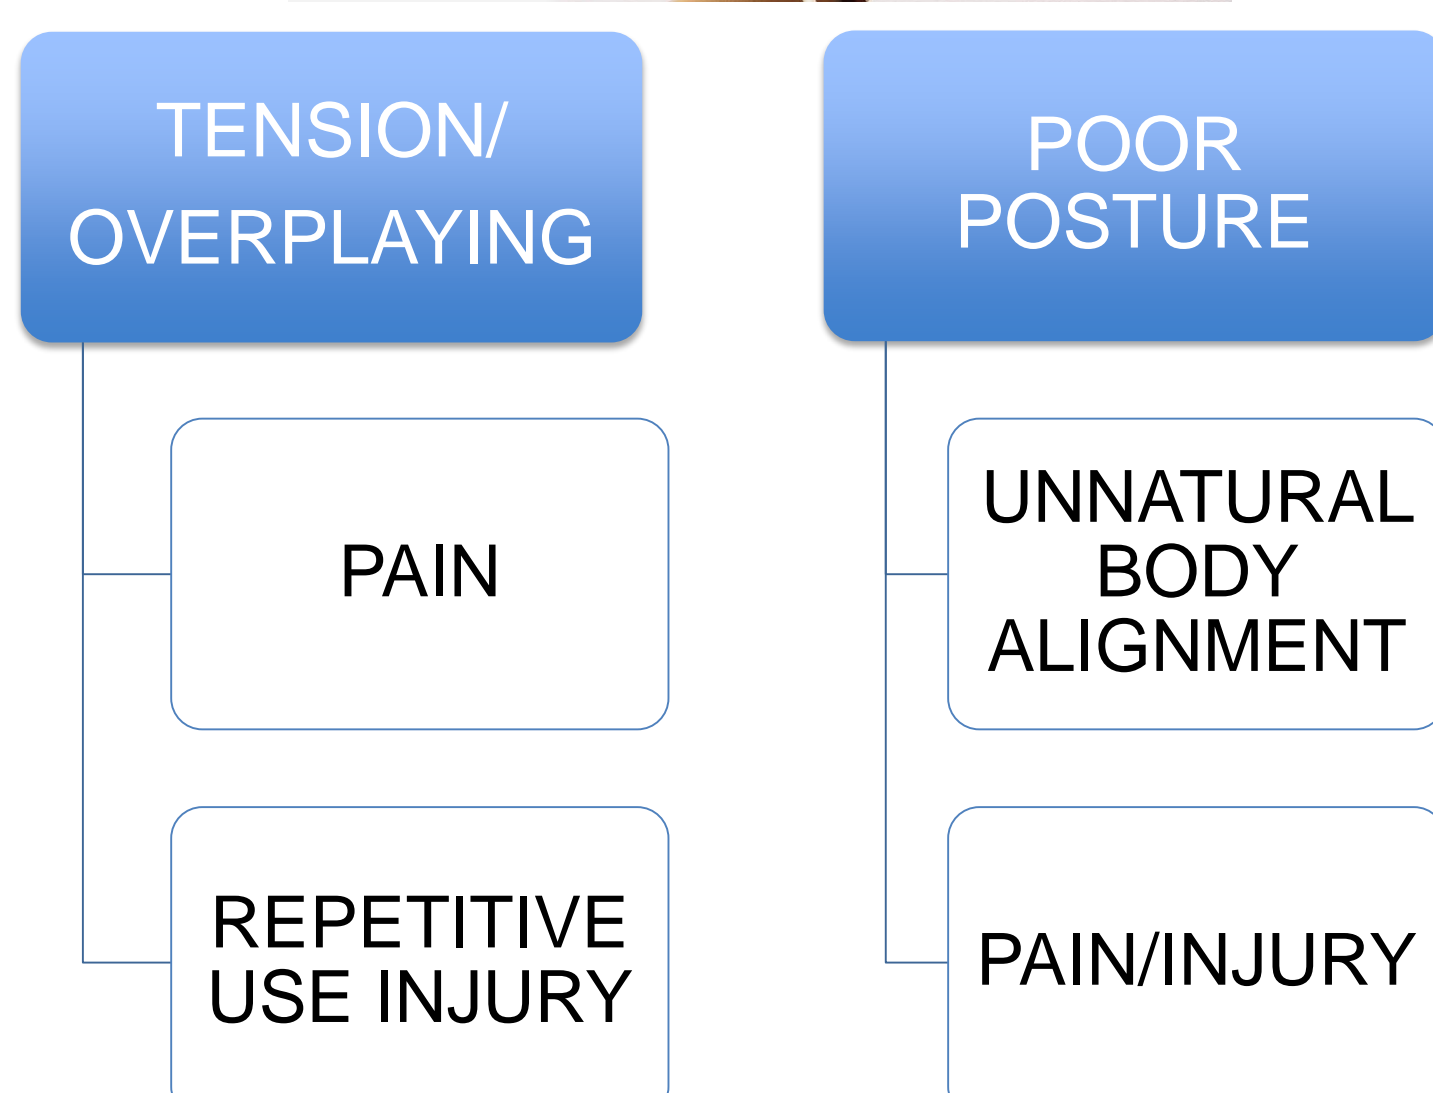 TENSION/
OVERPLAYING
PAIN
REPETITIVE
USE INJURY
POOR
POSTURE
UNNATURAL
BODY
ALIGNMENT
PAIN/INJURY